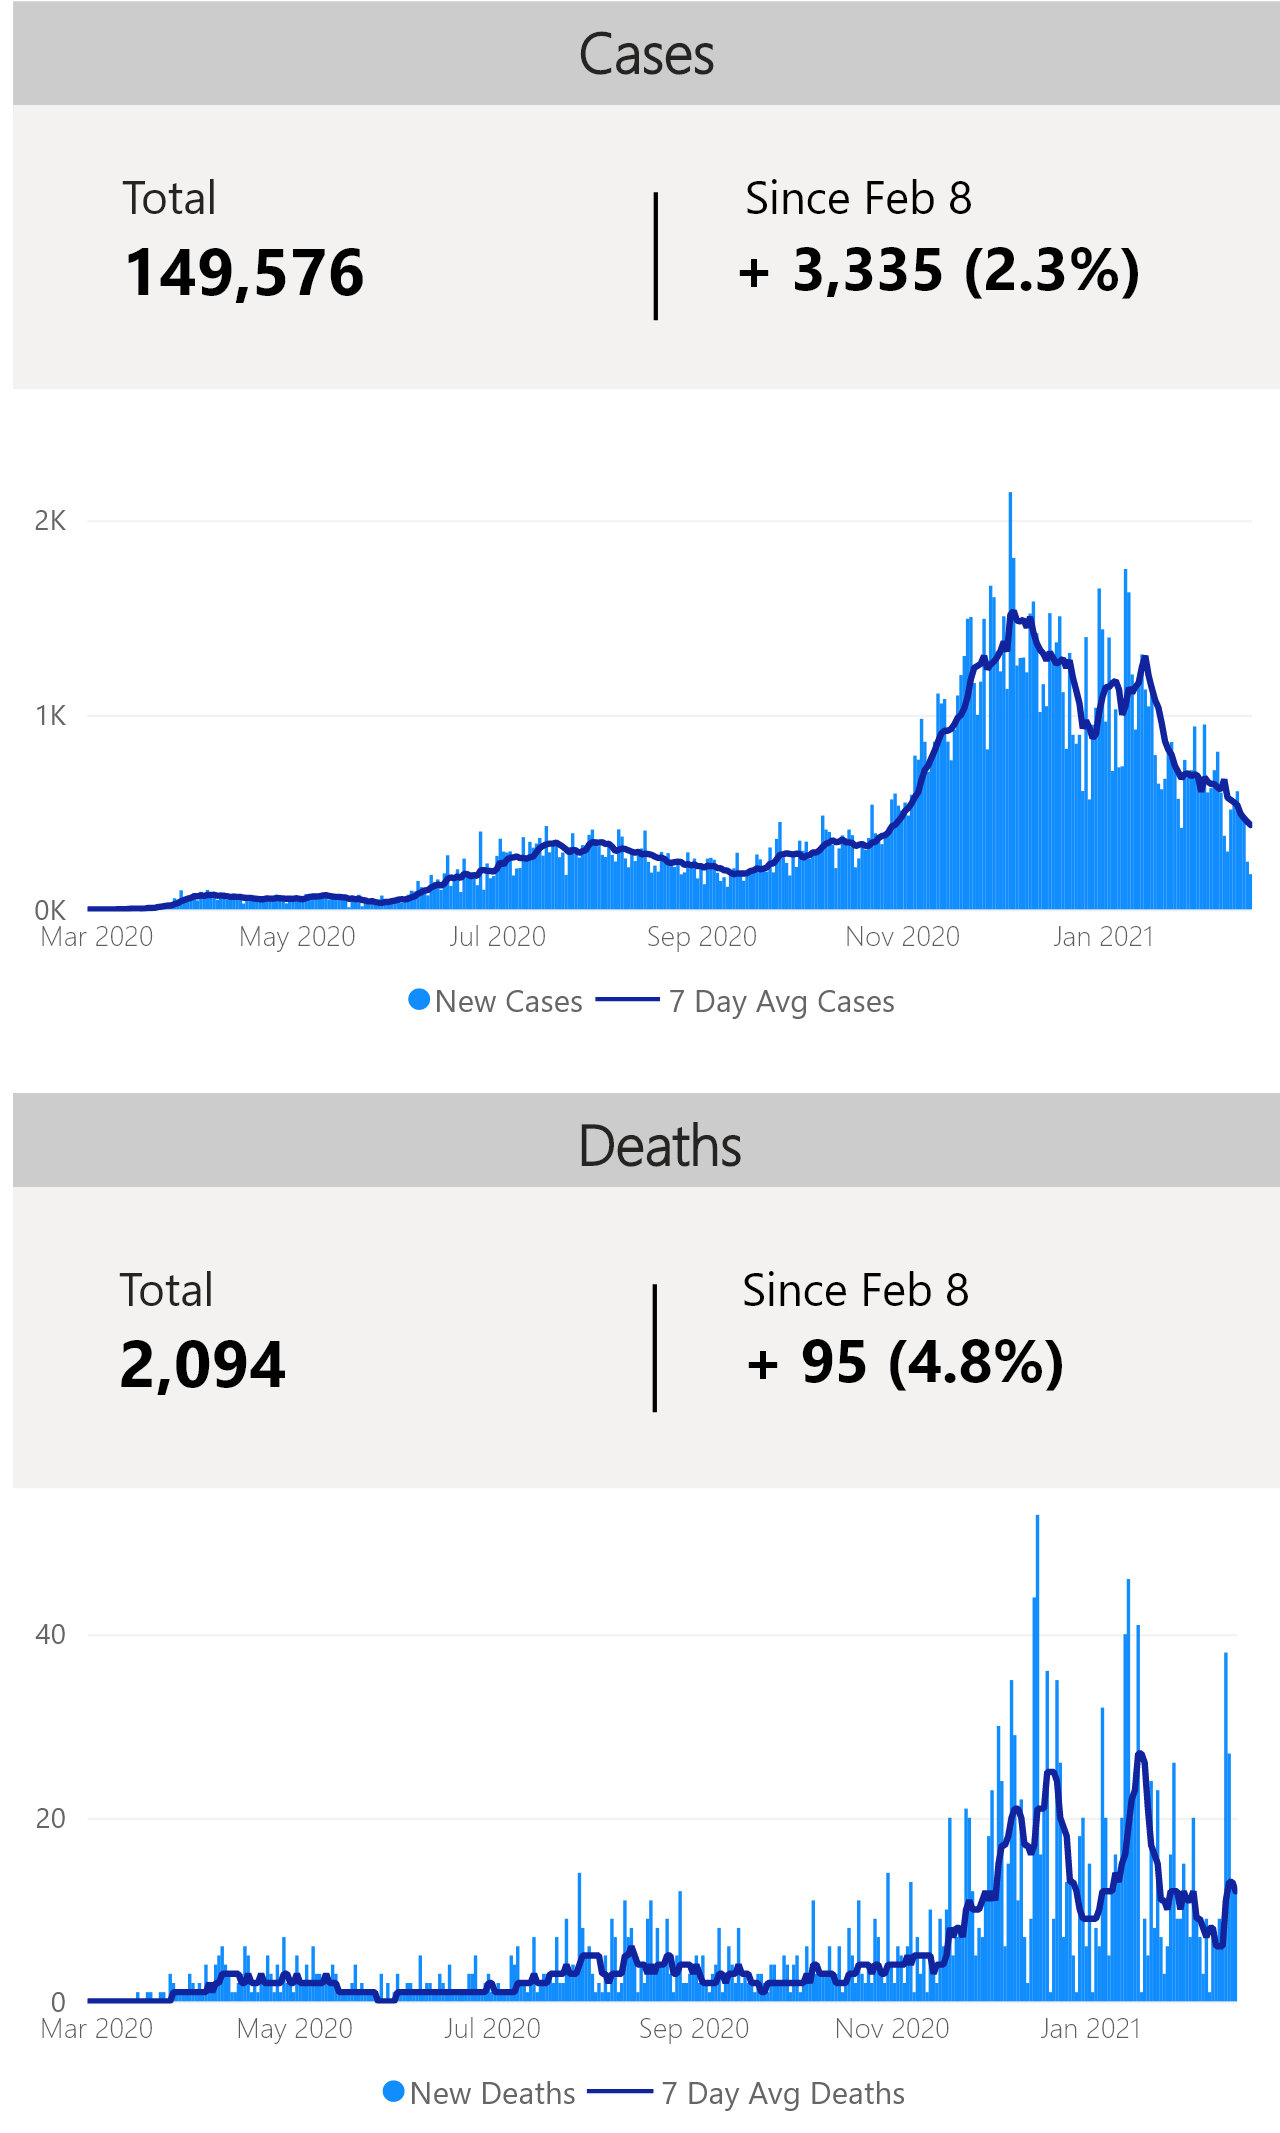 Cases
Total
Since Feb 8
149,576
+ 3,335 (2.3%)
2K
1K
0K
Mar 2020
May 2020
Jul 2020
Sep 2020
Nov 2020
Jan 2021
New Cases
7 Day Avg Cases
Deaths
Total
Since Feb 8
2,094
+ 95 (4.8%)
40
20
0
Mar 2020
May 2020
Jul 2020
Sep 2020
Nov 2020
Jan 2021
New Deaths
7 Day Avg Deaths